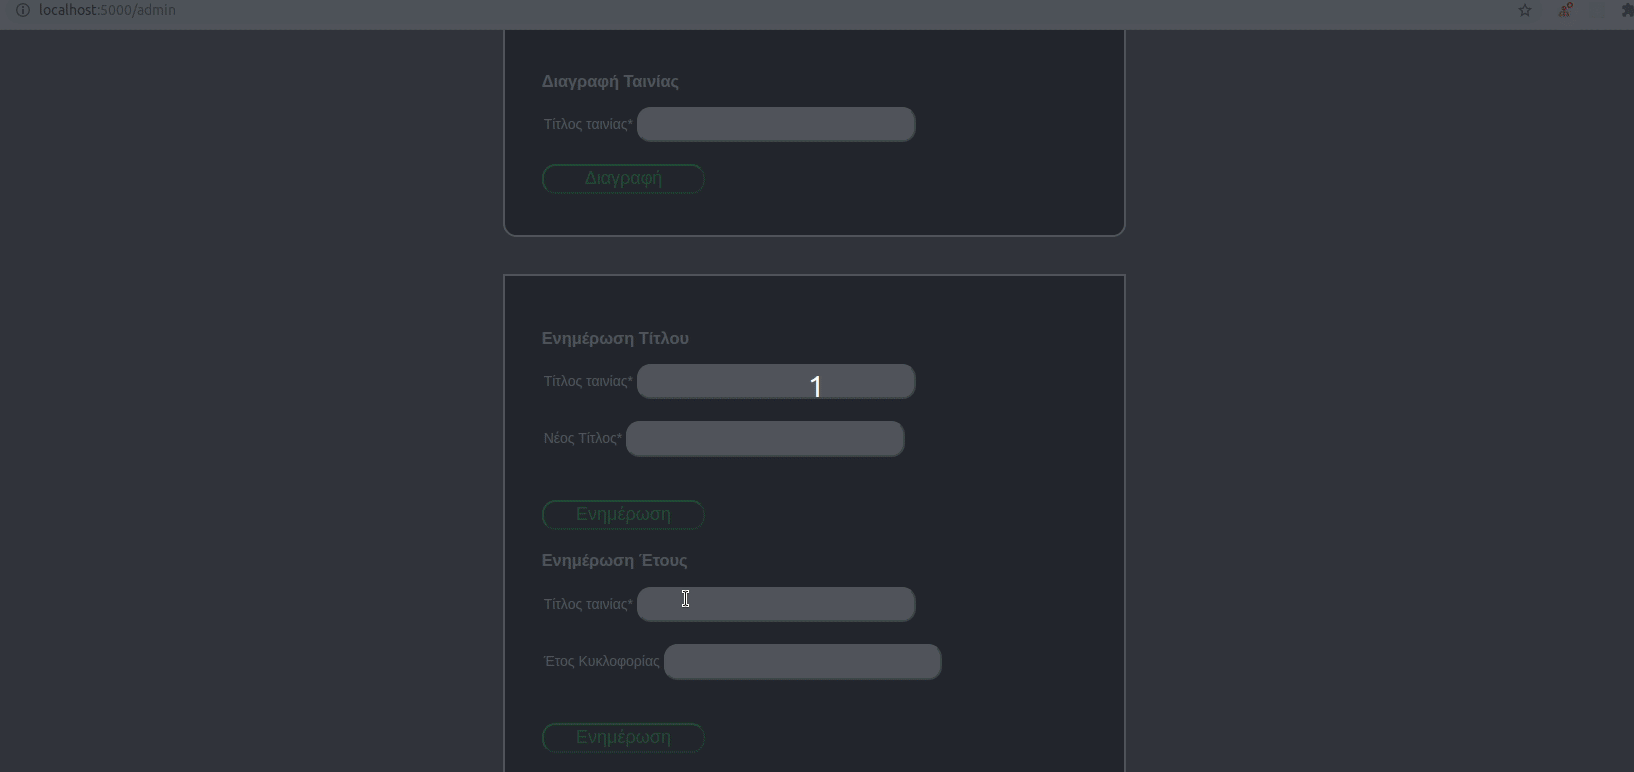 localhost:5000/admin
Διαγραφή Ταινίας
Τίτλος ταινίας*
Διαγραφή
Ενημέρωση Τίτλου
Τίτλος ταινίας*
1
Νέος Τίτλος*
Ενημέρωση
Ενημέρωση Έτους
Τίτλος ταινίας*
Έτος Κυκλοφορίας
Ενημέρωση